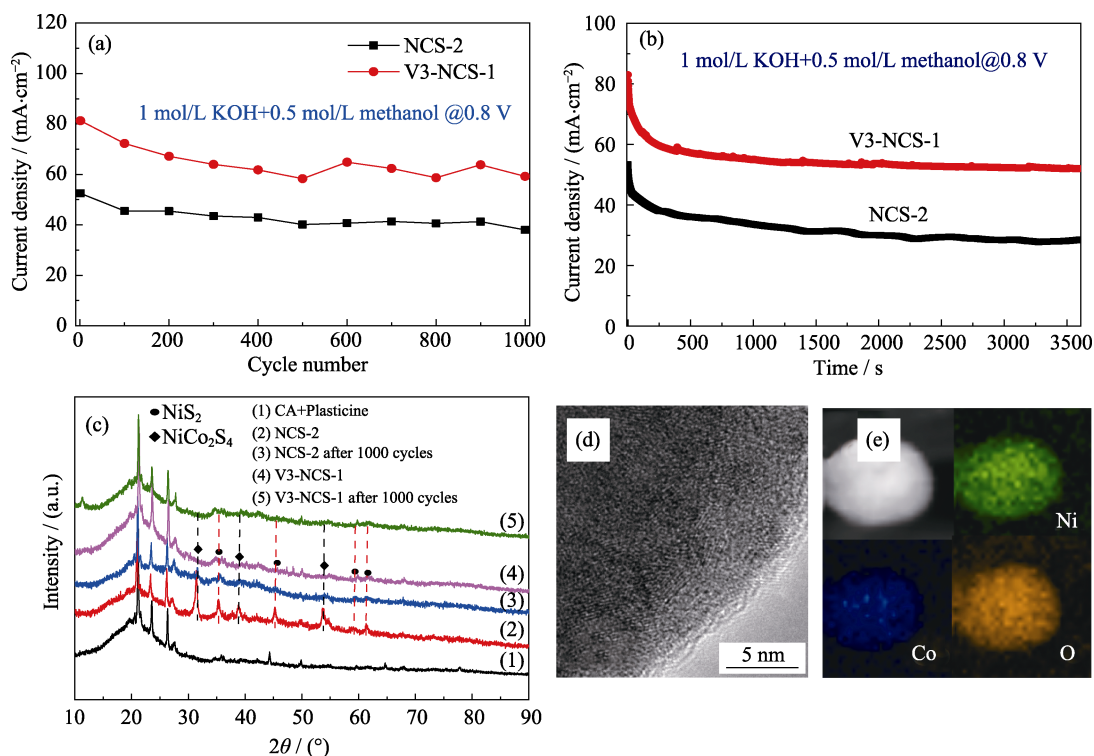 (a)
120
100
80
60
40
20
0
Current density / (mA·cm⁻²)
NCS-2
V3-NCS-1
1 mol/L KOH+0.5 mol/L methanol @0.8 V
0 200 400 600 800 1000
Cycle number
(b)
100
80
60
40
20
0
Current density / (mA·cm⁻²)
1 mol/L KOH+0.5 mol/L methanol@0.8 V
V3-NCS-1
NCS-2
0 500 1000 1500 2000 2500 3000 3500
Time / s
(c)
Intensity / (a.u.)
NiS₂
NiCo₂S₄
(1) CA+Plasticine
(2) NCS-2
(3) NCS-2 after 1000 cycles
(4) V3-NCS-1
(5) V3-NCS-1 after 1000 cycles
(5)
(4)
(3)
(2)
(1)
10 20 30 40 50 60 70 80 90
2θ / (°)
(d)
5 nm
(e)
Ni
Co
O